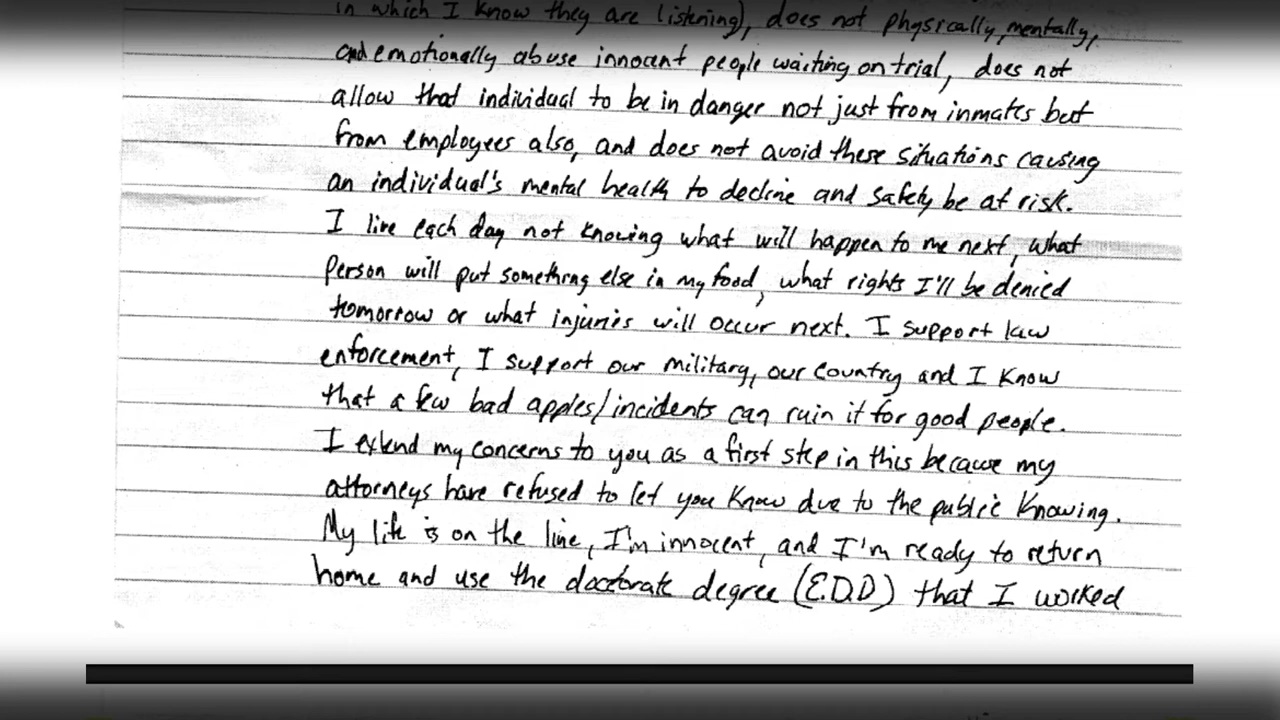 in which I know they are listening), does not physically, mentally,
and emotionally abuse innocent people waiting on trial, does not
allow that individual to be in danger not just from inmates but
from employees also, and does not avoid these situations causing
an individual's mental health to decline and safety be at risk.
I live each day not knowing what will happen to me next, what
person will put something else in my food, what rights I'll be denied
tomorrow or what injuries will occur next. I support law
enforcement, I support our military, our country and I know
that a few bad apples/incidents can ruin it for good people.
I extend my concerns to you as a first step in this because my
attorneys have refused to let you know due to the public knowing.
My life is on the line, I'm innocent, and I'm ready to return
home and use the doctorate degree (E.D.D) that I worked